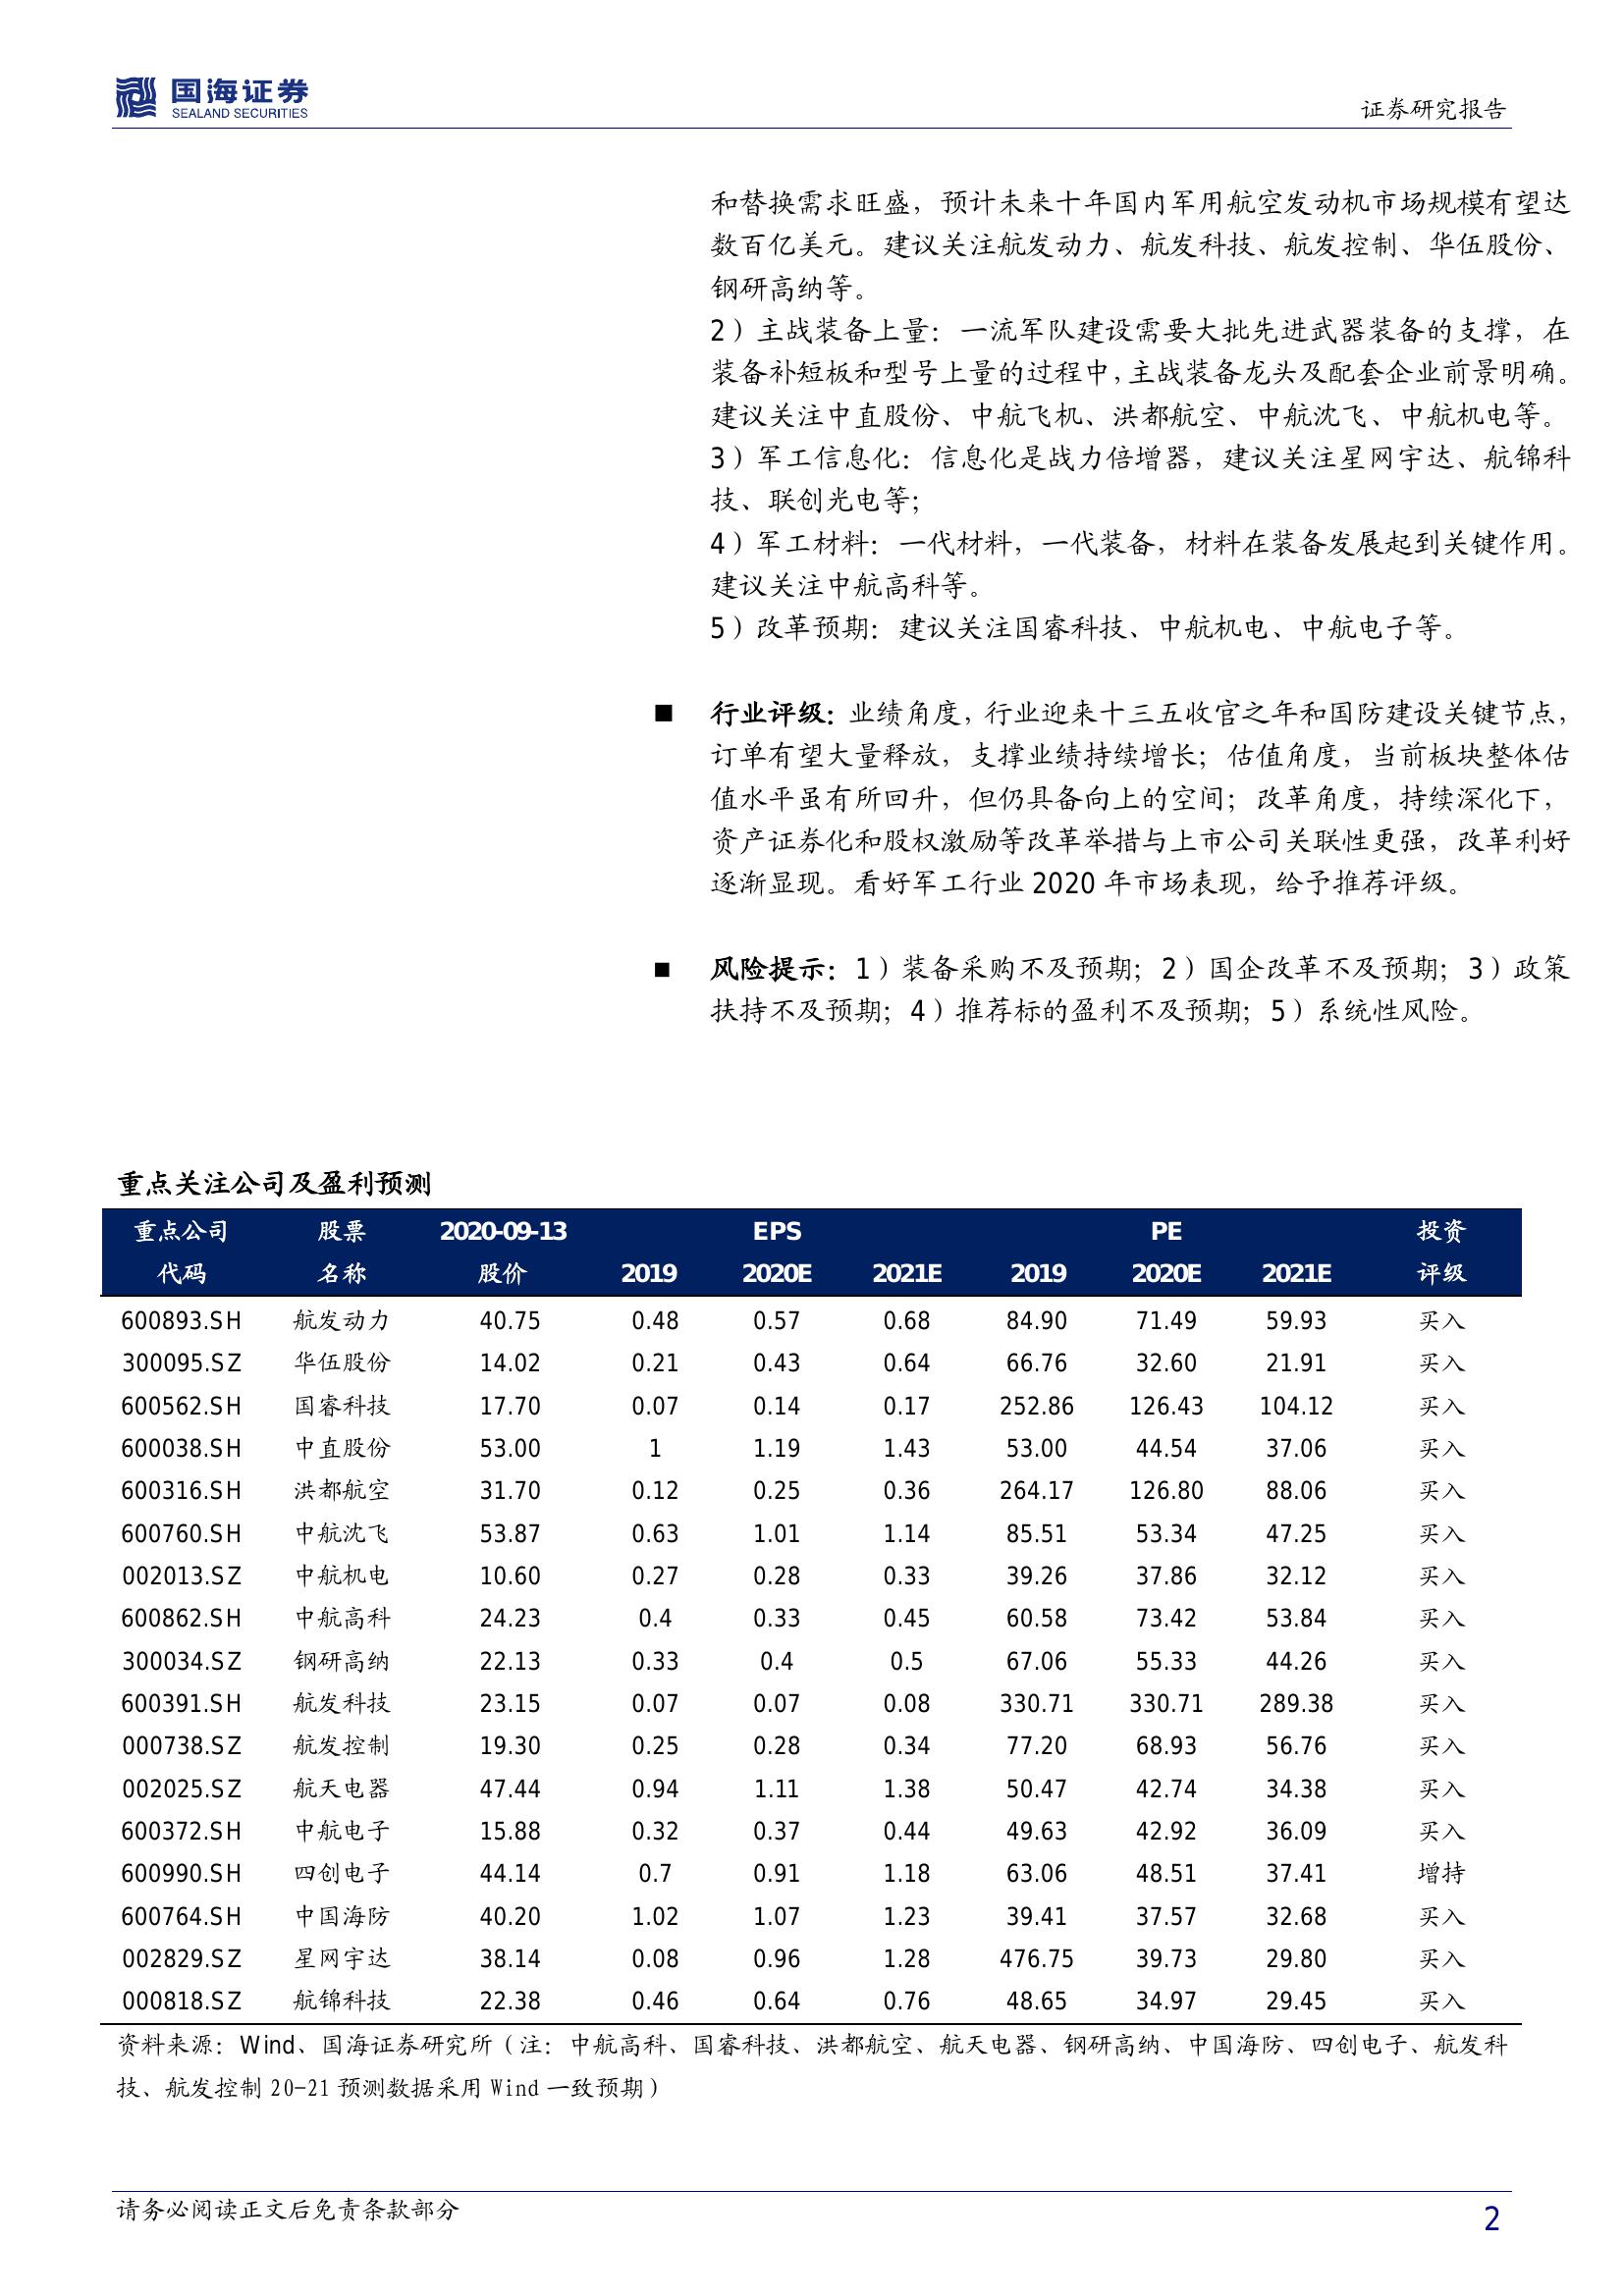 国海证券
SEALAND SECURITIES
证券研究报告
和替换需求旺盛，预计未来十年国内军用航空发动机市场规模有望达
数百亿美元。建议关注航发动力、航发科技、航发控制、华伍股份、
钢研高纳等。
2）主战装备上量：一流军队建设需要大批先进武器装备的支撑，在
装备补短板和型号上量的过程中，主战装备龙头及配套企业前景明确。
建议关注中直股份、中航飞机、洪都航空、中航沈飞、中航机电等。
3）军工信息化：信息化是战力倍增器，建议关注星网宇达、航锦科
技、联创光电等；
4）军工材料：一代材料，一代装备，材料在装备发展起到关键作用。
建议关注中航高科等。
5）改革预期：建议关注国睿科技、中航机电、中航电子等。
■ 行业评级：业绩角度，行业迎来十三五收官之年和国防建设关键节点，
订单有望大量释放，支撑业绩持续增长；估值角度，当前板块整体估
值水平虽有所回升，但仍具备向上的空间；改革角度，持续深化下，
资产证券化和股权激励等改革举措与上市公司关联性更强，改革利好
逐渐显现。看好军工行业 2020 年市场表现，给予推荐评级。
■ 风险提示：1）装备采购不及预期；2）国企改革不及预期；3）政策
扶持不及预期；4）推荐标的盈利不及预期；5）系统性风险。
重点关注公司及盈利预测
重点公司 股票 2020-09-13 EPS PE 投资
代码 名称 股价 2019 2020E 2021E 2019 2020E 2021E 评级
600893.SH 航发动力 40.75 0.48 0.57 0.68 84.90 71.49 59.93 买入
300095.SZ 华伍股份 14.02 0.21 0.43 0.64 66.76 32.60 21.91 买入
600562.SH 国睿科技 17.70 0.07 0.14 0.17 252.86 126.43 104.12 买入
600038.SH 中直股份 53.00 1 1.19 1.43 53.00 44.54 37.06 买入
600316.SH 洪都航空 31.70 0.12 0.25 0.36 264.17 126.80 88.06 买入
600760.SH 中航沈飞 53.87 0.63 1.01 1.14 85.51 53.34 47.25 买入
002013.SZ 中航机电 10.60 0.27 0.28 0.33 39.26 37.86 32.12 买入
600862.SH 中航高科 24.23 0.4 0.33 0.45 60.58 73.42 53.84 买入
300034.SZ 钢研高纳 22.13 0.33 0.4 0.5 67.06 55.33 44.26 买入
600391.SH 航发科技 23.15 0.07 0.07 0.08 330.71 330.71 289.38 买入
000738.SZ 航发控制 19.30 0.25 0.28 0.34 77.20 68.93 56.76 买入
002025.SZ 航天电器 47.44 0.94 1.11 1.38 50.47 42.74 34.38 买入
600372.SH 中航电子 15.88 0.32 0.37 0.44 49.63 42.92 36.09 买入
600990.SH 四创电子 44.14 0.7 0.91 1.18 63.06 48.51 37.41 增持
600764.SH 中国海防 40.20 1.02 1.07 1.23 39.41 37.57 32.68 买入
002829.SZ 星网宇达 38.14 0.08 0.96 1.28 476.75 39.73 29.80 买入
000818.SZ 航锦科技 22.38 0.46 0.64 0.76 48.65 34.97 29.45 买入
资料来源：Wind、国海证券研究所（注：中航高科、国睿科技、洪都航空、航天电器、钢研高纳、中国海防、四创电子、航发科
技、航发控制 20-21 预测数据采用 Wind 一致预期）
请务必阅读正文后免责条款部分
2